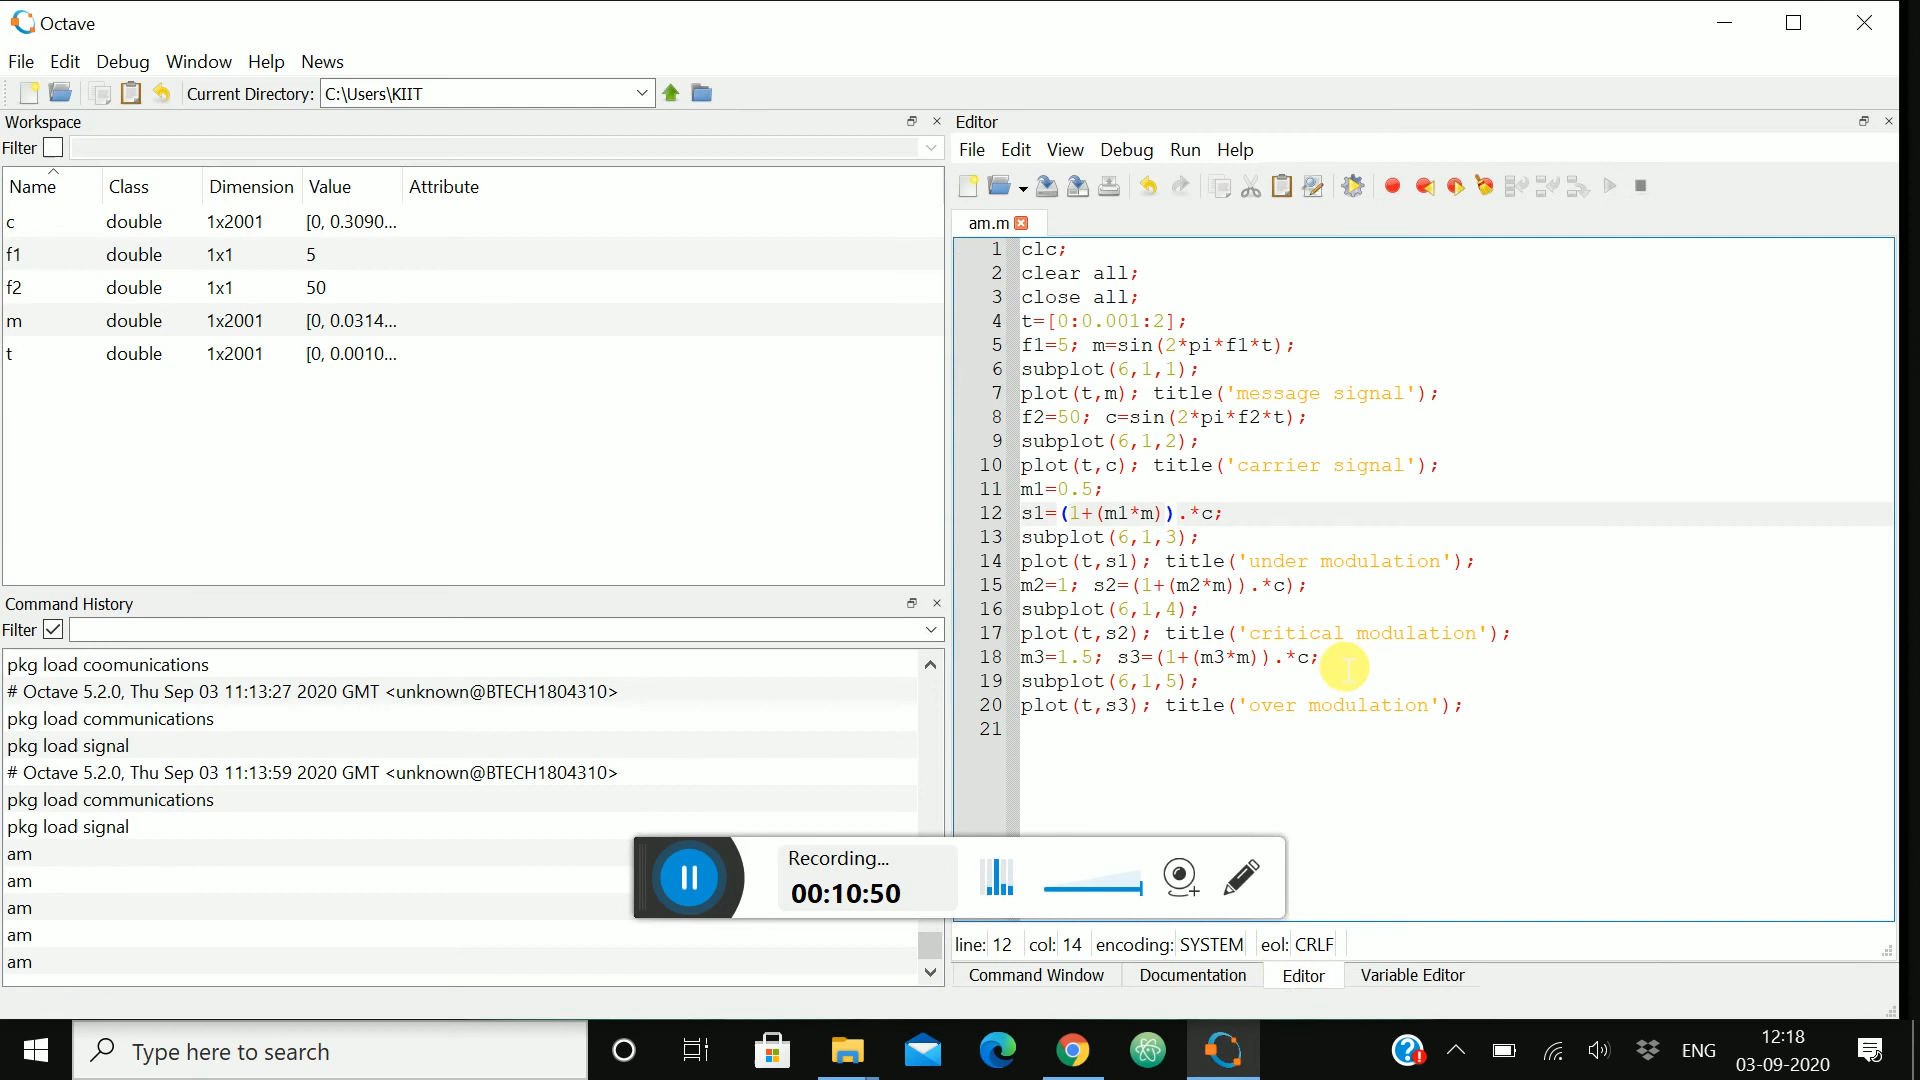 Octave
File Edit Debug Window Help News
Current Directory: C:\Users\KIIT
Workspace
Filter
Name Class Dimension Value Attribute
c double 1x2001 [0, 0.3090...
f1 double 1x1 5
f2 double 1x1 50
m double 1x2001 [0, 0.0314...
t double 1x2001 [0, 0.0010...
Command History
Filter
pkg load coomunications
# Octave 5.2.0, Thu Sep 03 11:13:27 2020 GMT <unknown@BTECH1804310>
pkg load communications
pkg load signal
# Octave 5.2.0, Thu Sep 03 11:13:59 2020 GMT <unknown@BTECH1804310>
pkg load communications
pkg load signal
am
am
am
am
am
Editor
File Edit View Debug Run Help
am.m
1 clc;
2 clear all;
3 close all;
4 t=[0:0.001:2];
5 f1=5; m=sin(2*pi*f1*t);
6 subplot(6,1,1);
7 plot(t,m); title('message signal');
8 f2=50; c=sin(2*pi*f2*t);
9 subplot(6,1,2);
10 plot(t,c); title('carrier signal');
11 m1=0.5;
12 s1=(1+(m1*m)).*c;
13 subplot(6,1,3);
14 plot(t,s1); title('under modulation');
15 m2=1; s2=(1+(m2*m)).*c);
16 subplot(6,1,4);
17 plot(t,s2); title('critical modulation');
18 m3=1.5; s3=(1+(m3*m)).*c;
19 subplot(6,1,5);
20 plot(t,s3); title('over modulation');
21
Recording...
00:10:50
line: 12 col: 14 encoding: SYSTEM eol: CRLF
Command Window Documentation Editor Variable Editor
Type here to search
ENG
12:18
03-09-2020